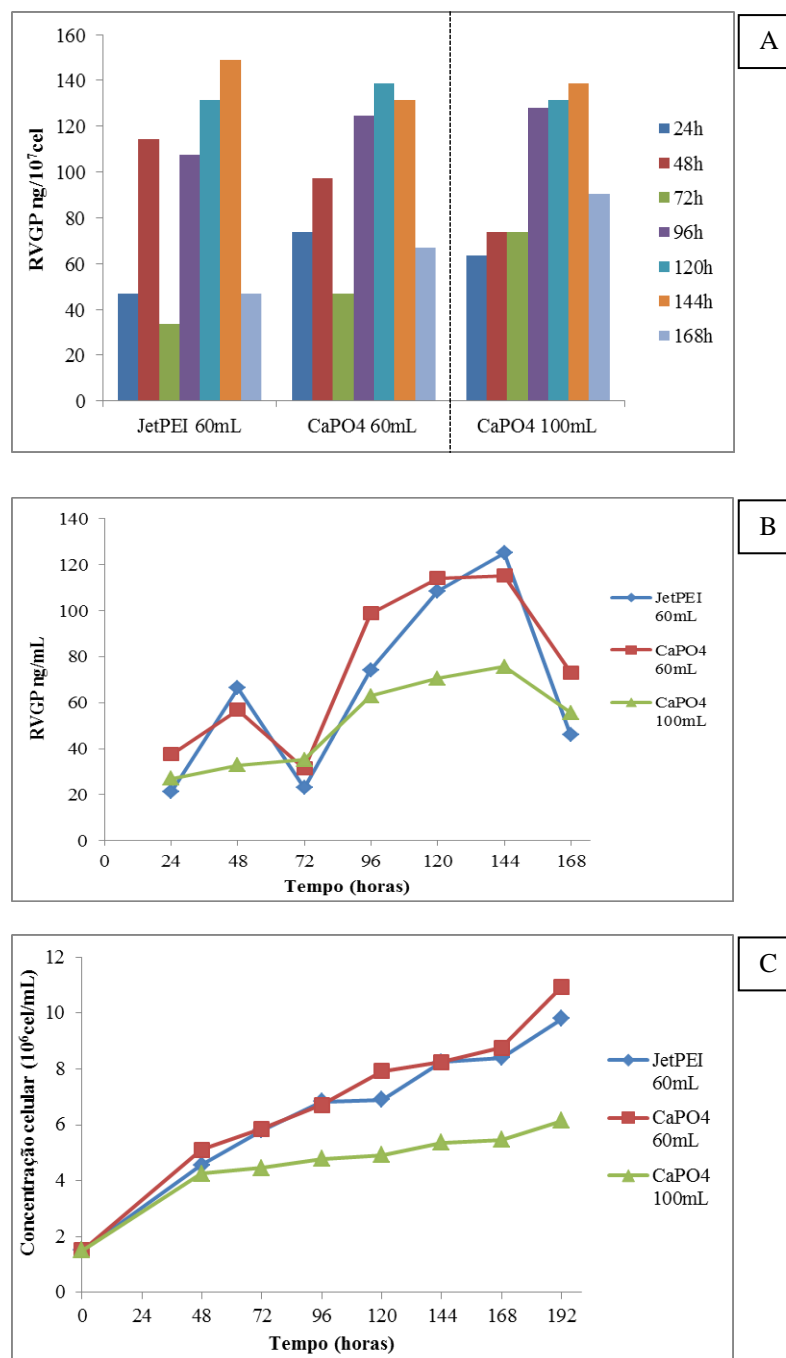 A
RVGP ng/10⁷cel
160
140
120
100
80
60
40
20
0
JetPEI 60mL
CaPO4 60mL
CaPO4 100mL
24h
48h
72h
96h
120h
144h
168h
B
RVGP ng/mL
140
120
100
80
60
40
20
0
0 24 48 72 96 120 144 168
Tempo (horas)
JetPEI
60mL
CaPO4
60mL
CaPO4
100mL
C
Concentração celular (10⁶cel/mL)
12
10
8
6
4
2
0
0 24 48 72 96 120 144 168 192
Tempo (horas)
JetPEI
60mL
CaPO4
60mL
CaPO4
100mL